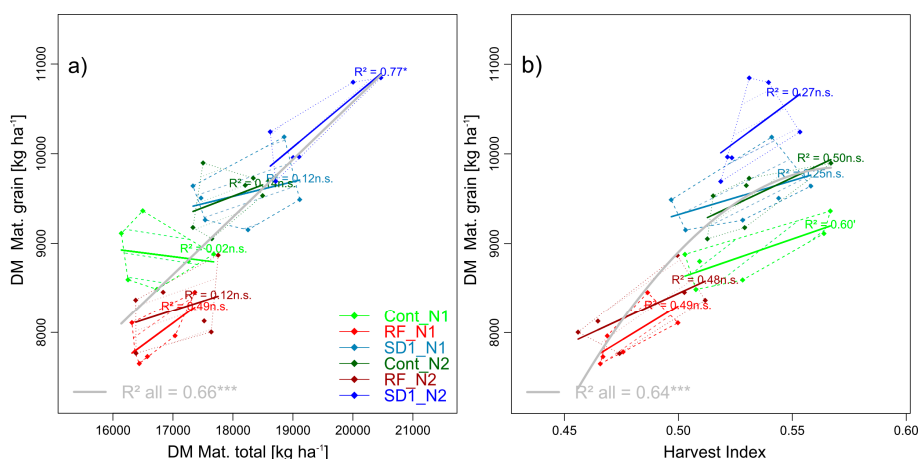 a)
DM Mat. grain [kg ha-1]
11000
10000
9000
8000
R² = 0.77*
R² = 0.12n.s.
R² = 0.02n.s.
R² = 0.12n.s.
R² = 0.49n.s.
Cont_N1
RF_N1
SD1_N1
Cont_N2
RF_N2
SD1_N2
R² all = 0.66***
16000 17000 18000 19000 20000 21000
DM Mat. total [kg ha-1]
b)
DM Mat. grain [kg ha-1]
11000
10000
9000
8000
R² = 0.27n.s.
R² = 0.50n.s.
R² = 0.25n.s.
R² = 0.60'
R² = 0.48n.s.
R² = 0.49n.s.
R² all = 0.64***
0.45 0.50 0.55 0.60
Harvest Index